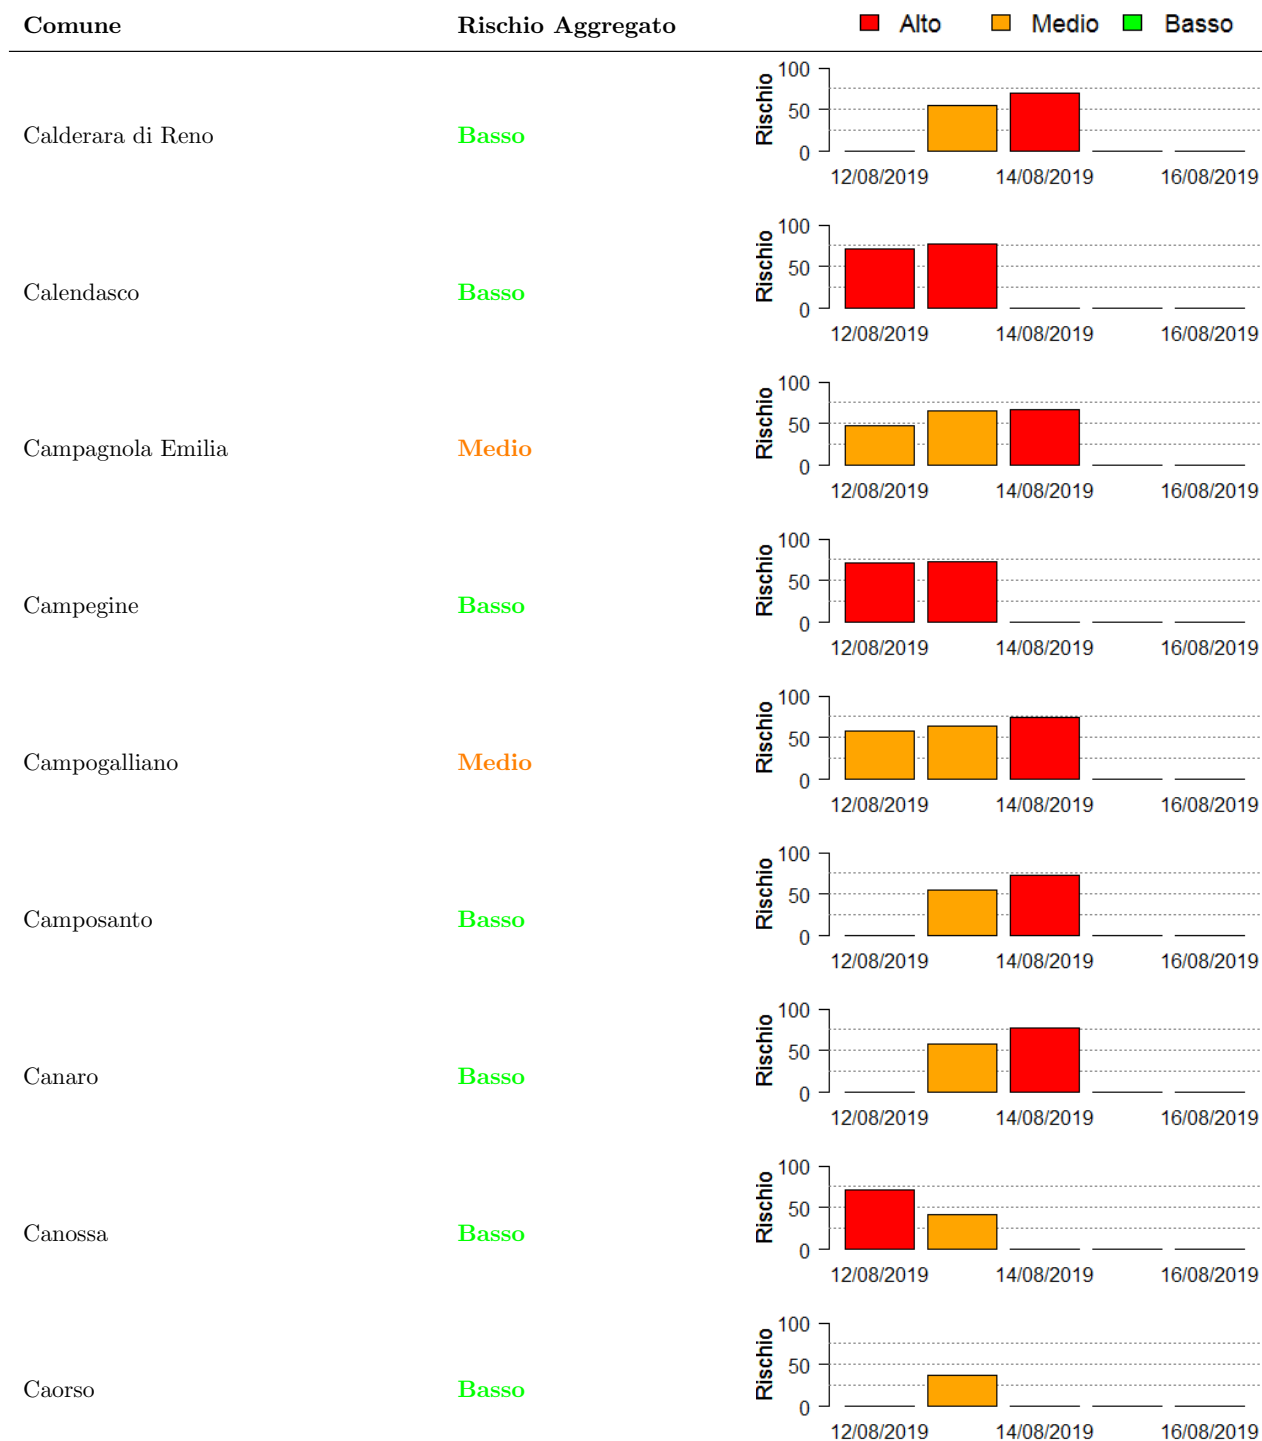 Comune Rischio Aggregato Alto Medio Basso
Calderara di Reno Basso
Rischio
100
50
0
12/08/2019 14/08/2019 16/08/2019
Calendasco Basso
Rischio
100
50
0
12/08/2019 14/08/2019 16/08/2019
Campagnola Emilia Medio
Rischio
100
50
0
12/08/2019 14/08/2019 16/08/2019
Campegine Basso
Rischio
100
50
0
12/08/2019 14/08/2019 16/08/2019
Campogalliano Medio
Rischio
100
50
0
12/08/2019 14/08/2019 16/08/2019
Camposanto Basso
Rischio
100
50
0
12/08/2019 14/08/2019 16/08/2019
Canaro Basso
Rischio
100
50
0
12/08/2019 14/08/2019 16/08/2019
Canossa Basso
Rischio
100
50
0
12/08/2019 14/08/2019 16/08/2019
Caorso Basso
Rischio
100
50
0
12/08/2019 14/08/2019 16/08/2019